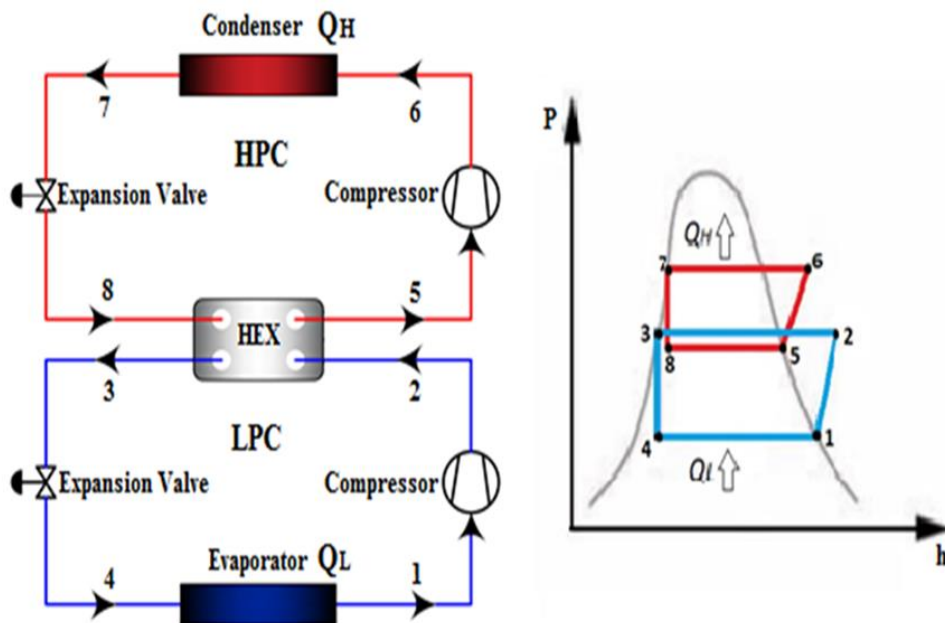 Condenser QH
7
6
HPC
Expansion Valve
Compressor
8
5
HEX
3
2
LPC
Expansion Valve
Compressor
4
Evaporator QL
1
P
QH
7
6
3
2
8
5
4
1
QL
h